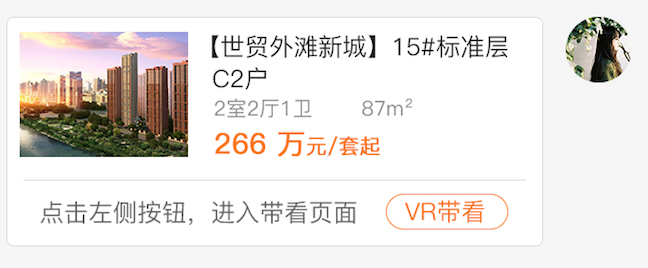 【世贸外滩新城】15#标准层
C2户
2室2厅1卫 87m²
266 万元/套起
点击左侧按钮，进入带看页面 VR带看